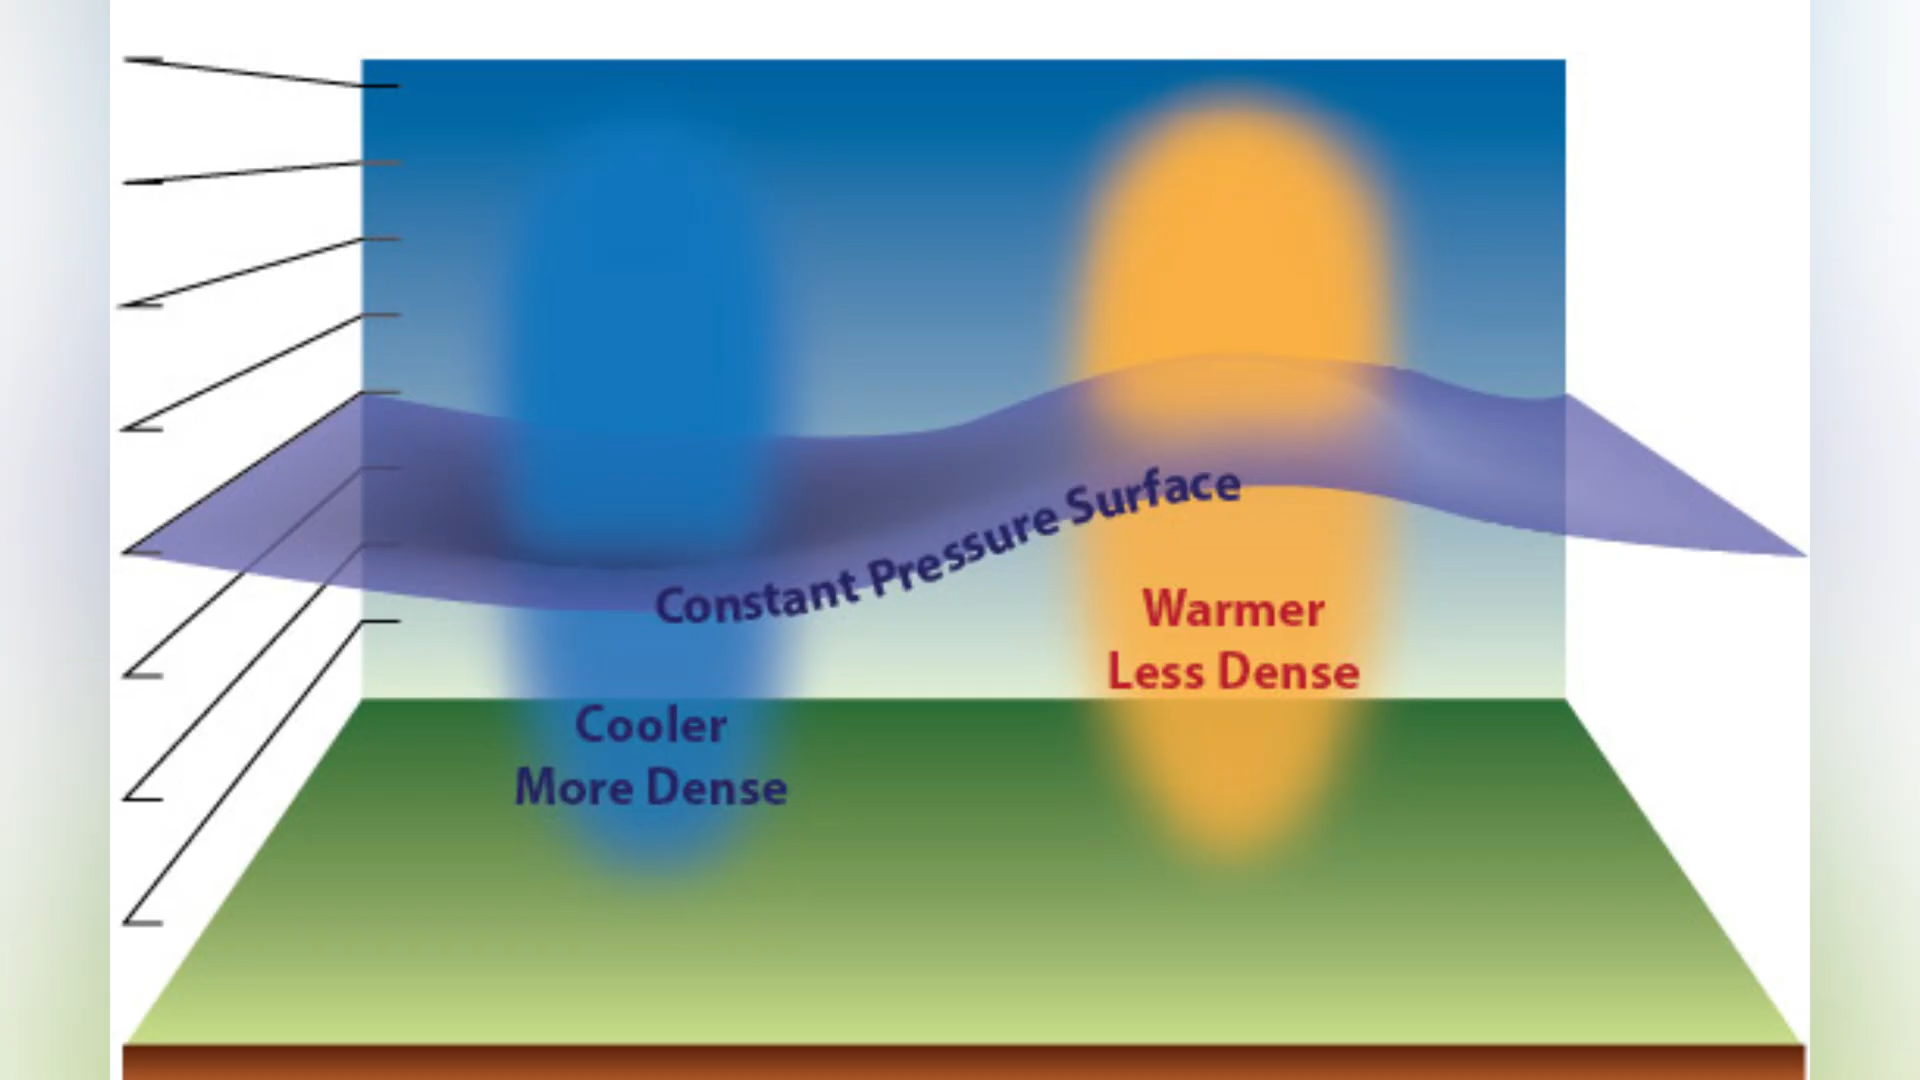 Constant Pressure Surface
Warmer
Less Dense
Cooler
More Dense